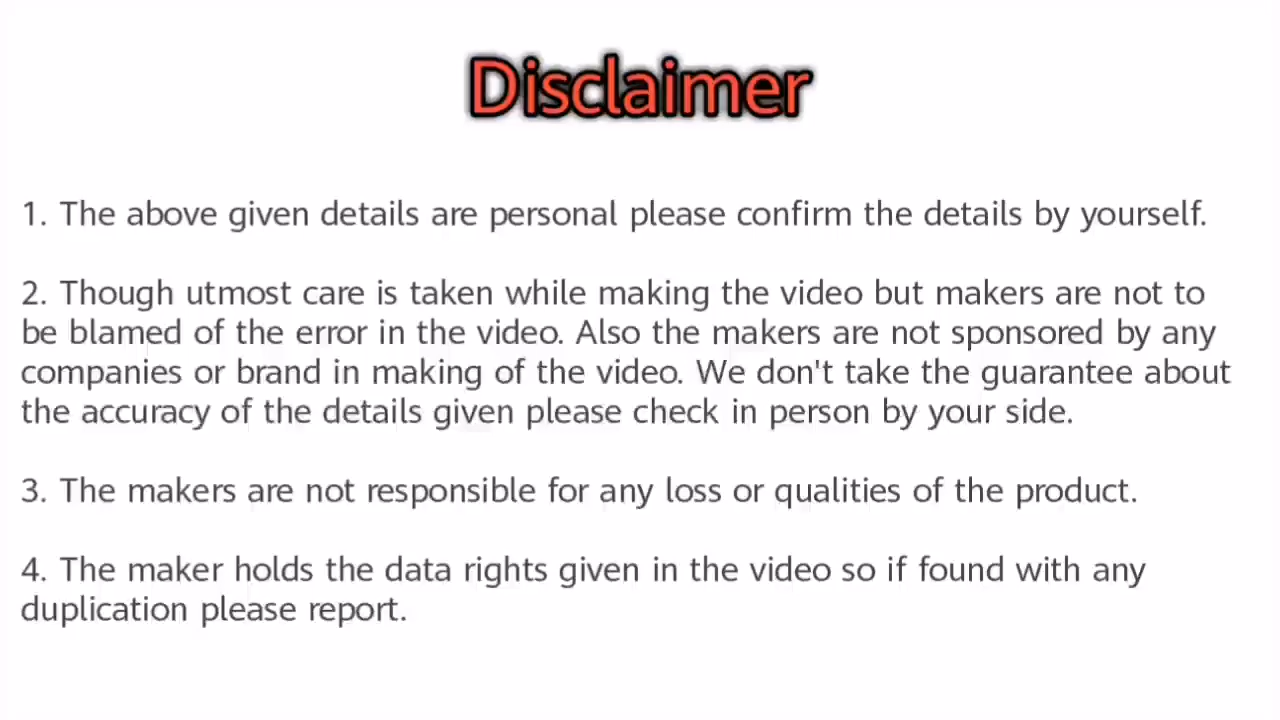 Disclaimer
1. The above given details are personal please confirm the details by yourself.
2. Though utmost care is taken while making the video but makers are not to
be blamed of the error in the video. Also the makers are not sponsored by any
companies or brand in making of the video. We don't take the guarantee about
the accuracy of the details given please check in person by your side.
3. The makers are not responsible for any loss or qualities of the product.
4. The maker holds the data rights given in the video so if found with any
duplication please report.